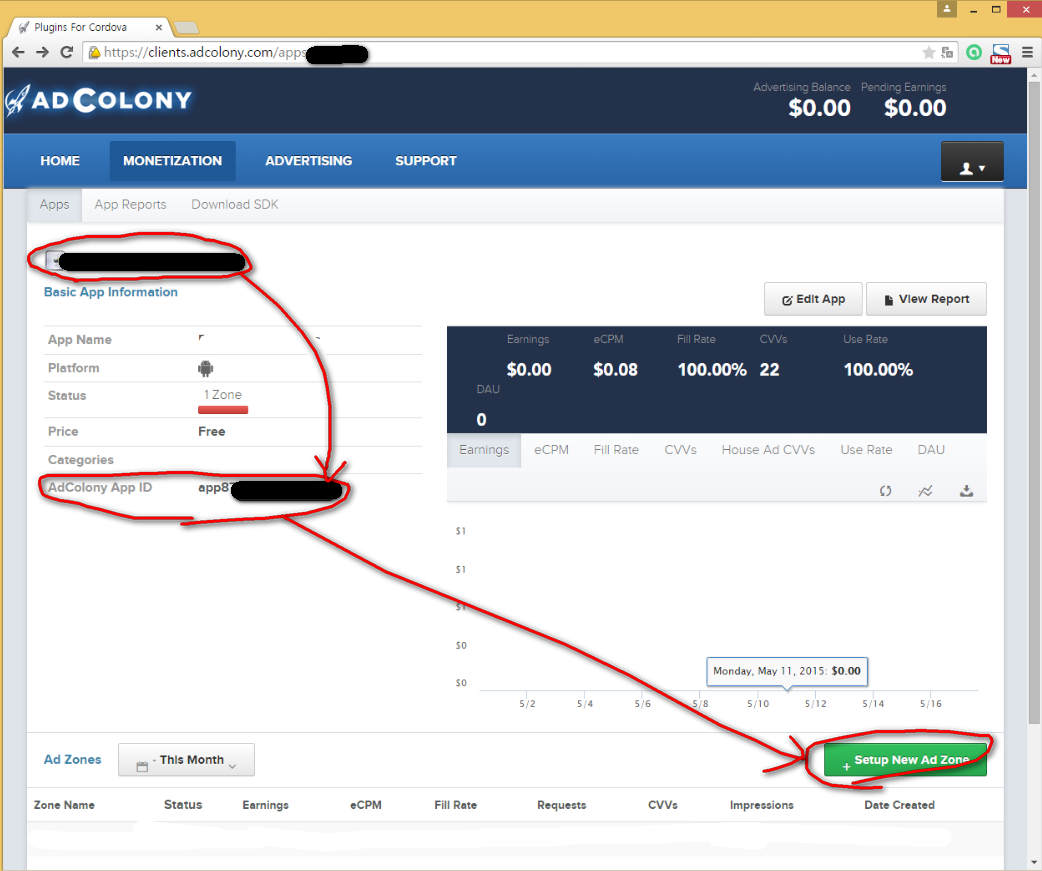 Plugins For Cordova
https://clients.adcolony.com/apps
New
ADCOLONY
Advertising Balance Pending Earnings
$0.00 $0.00
HOME MONETIZATION ADVERTISING SUPPORT
Apps App Reports Download SDK
Basic App Information
Edit App View Report
App Name
Platform
Status 1 Zone
Price Free
Categories
AdColony App ID app87
Earnings eCPM Fill Rate CVVs Use Rate
$0.00 $0.08 100.00% 22 100.00%
DAU
0
Earnings eCPM Fill Rate CVVs House Ad CVVs Use Rate DAU
$1
$1
$1
$0
$0
Monday, May 11, 2015: $0.00
5/2 5/4 5/6 5/8 5/10 5/12 5/14 5/16
Ad Zones - This Month + Setup New Ad Zone
Zone Name Status Earnings eCPM Fill Rate Requests CVVs Impressions Date Created